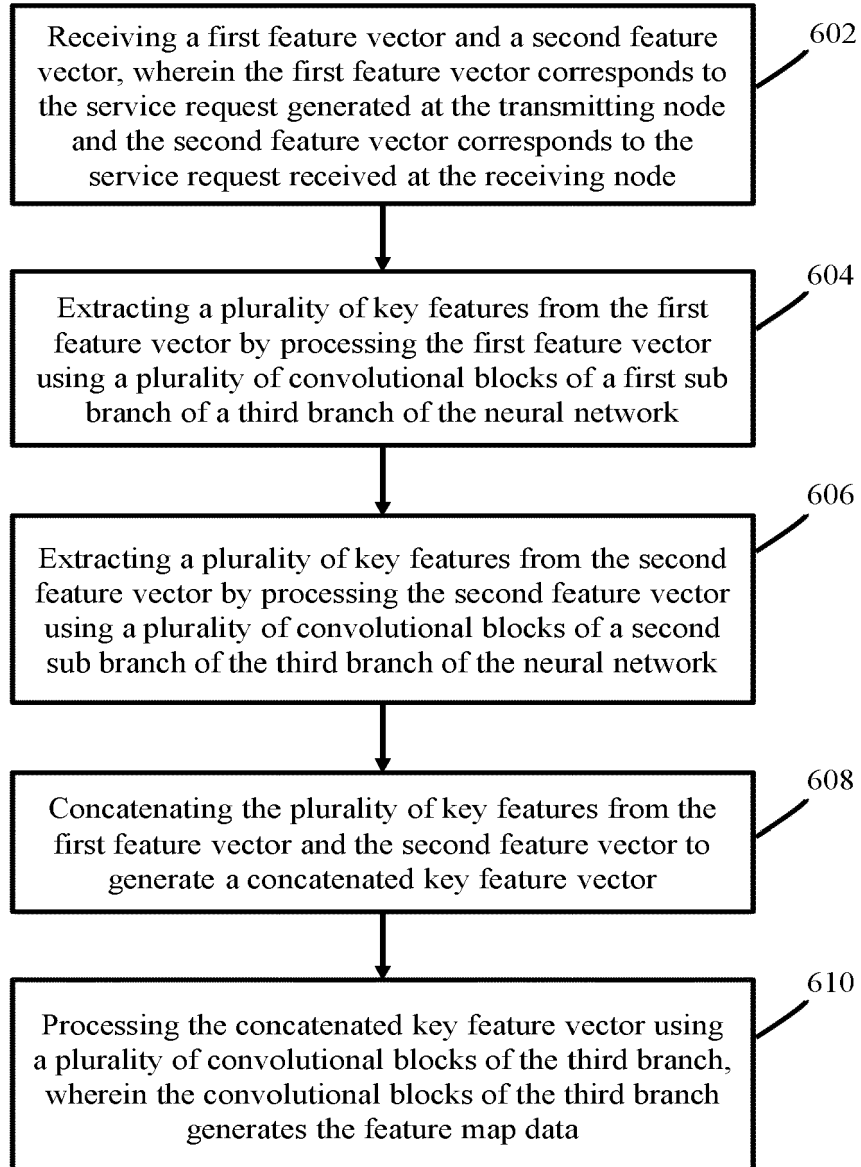 Receiving a first feature vector and a second feature
vector, wherein the first feature vector corresponds to
the service request generated at the transmitting node
and the second feature vector corresponds to the
service request received at the receiving node
602
Extracting a plurality of key features from the first
feature vector by processing the first feature vector
using a plurality of convolutional blocks of a first sub
branch of a third branch of the neural network
604
Extracting a plurality of key features from the second
feature vector by processing the second feature vector
using a plurality of convolutional blocks of a second
sub branch of the third branch of the neural network
606
Concatenating the plurality of key features from the
first feature vector and the second feature vector to
generate a concatenated key feature vector
608
Processing the concatenated key feature vector using
a plurality of convolutional blocks of the third branch,
wherein the convolutional blocks of the third branch
generates the feature map data
610